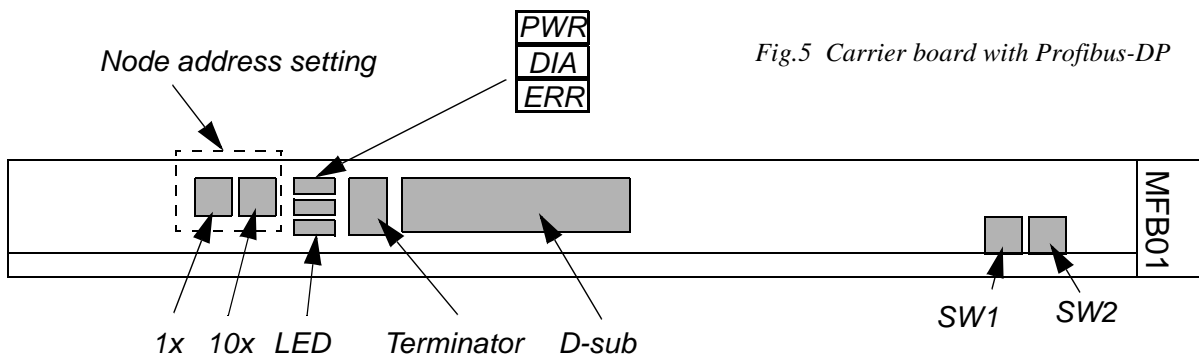 PWR
DIA
ERR
Fig.5 Carrier board with Profibus-DP
Node address setting
MFB01
1x
10x
LED
Terminator
D-sub
SW1
SW2